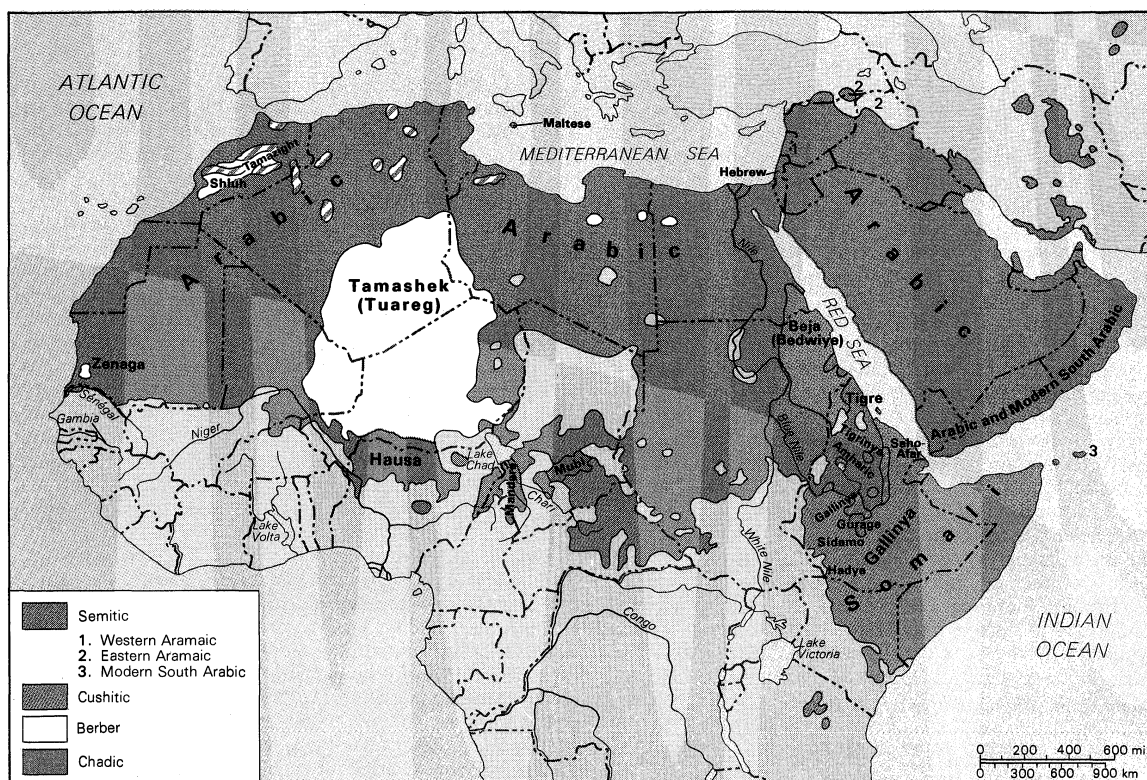 ATLANTIC
OCEAN
Maltese
MEDITERRANEAN SEA
Hebrew
2
2
Tamazight
Shluh
Arabic
Arabic
Arabic
Nile
RED SEA
Tamashek
(Tuareg)
Beja
(Bedwiye)
Zenaga
Sénégal
Gambia
Niger
Tigre
Arabic and Modern South Arabic
Tigrinya
Amharic
Saho-
Afar
3
Hausa
Lake
Chad
Mubi
Chari
B. Nile
Lake
Volta
White Nile
Gallinya
Gurage
Sidamo
Hadya
Gallinya
Somali
Congo
Lake
Victoria
INDIAN
OCEAN
Semitic
1. Western Aramaic
2. Eastern Aramaic
3. Modern South Arabic
Cushitic
Berber
Chadic
0 200 400 600 mi
0 300 600 900 km